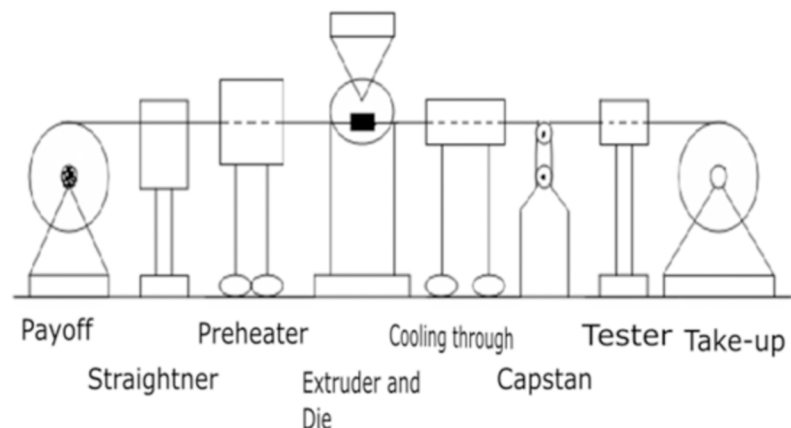 Payoff
Straightner
Preheater
Extruder and
Die
Cooling through
Capstan
Tester
Take-up